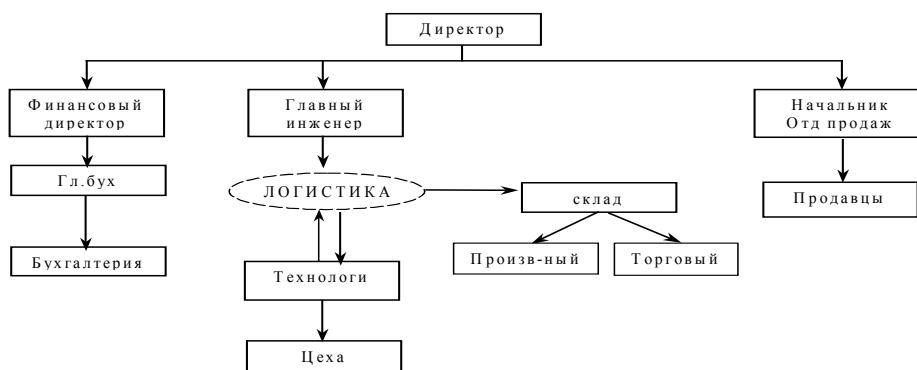 Директор
Финансовый
директор
Главный
инженер
Начальник
Отд продаж
Гл.бух
ЛОГИСТИКА
склад
Продавцы
Бухгалтерия
Технологи
Произв-ный
Торговый
Цеха